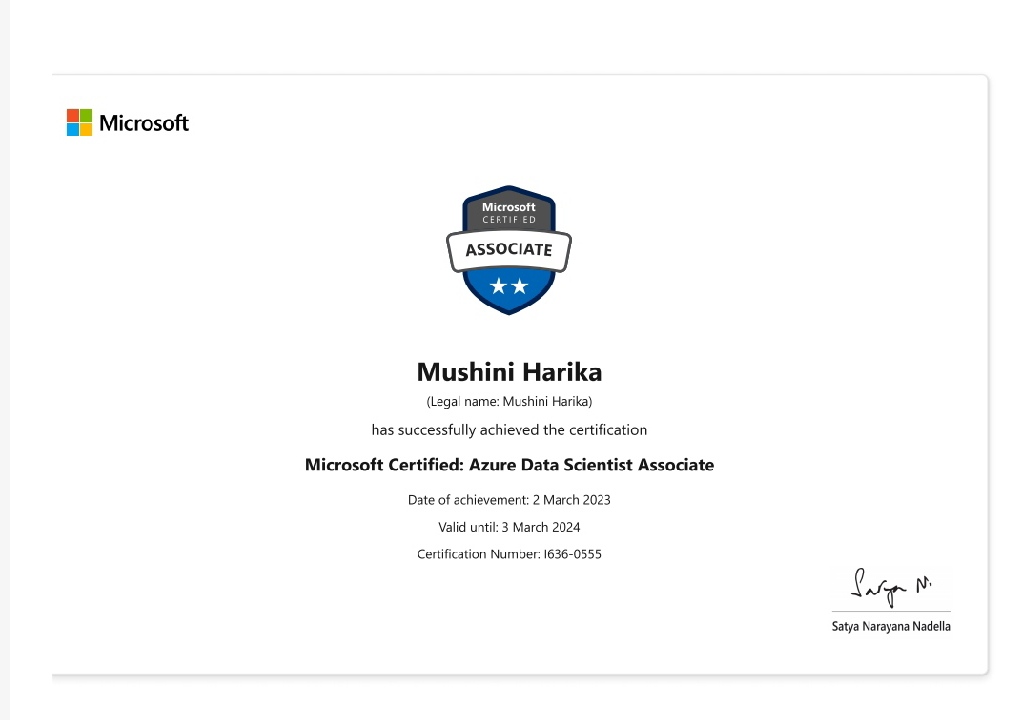 Microsoft
Microsoft
CERTIFIED
ASSOCIATE
Mushini Harika
(Legal name: Mushini Harika)
has successfully achieved the certification
Microsoft Certified: Azure Data Scientist Associate
Date of achievement: 2 March 2023
Valid until: 3 March 2024
Certification Number: I636-0555
Satya N.
Satya Narayana Nadella